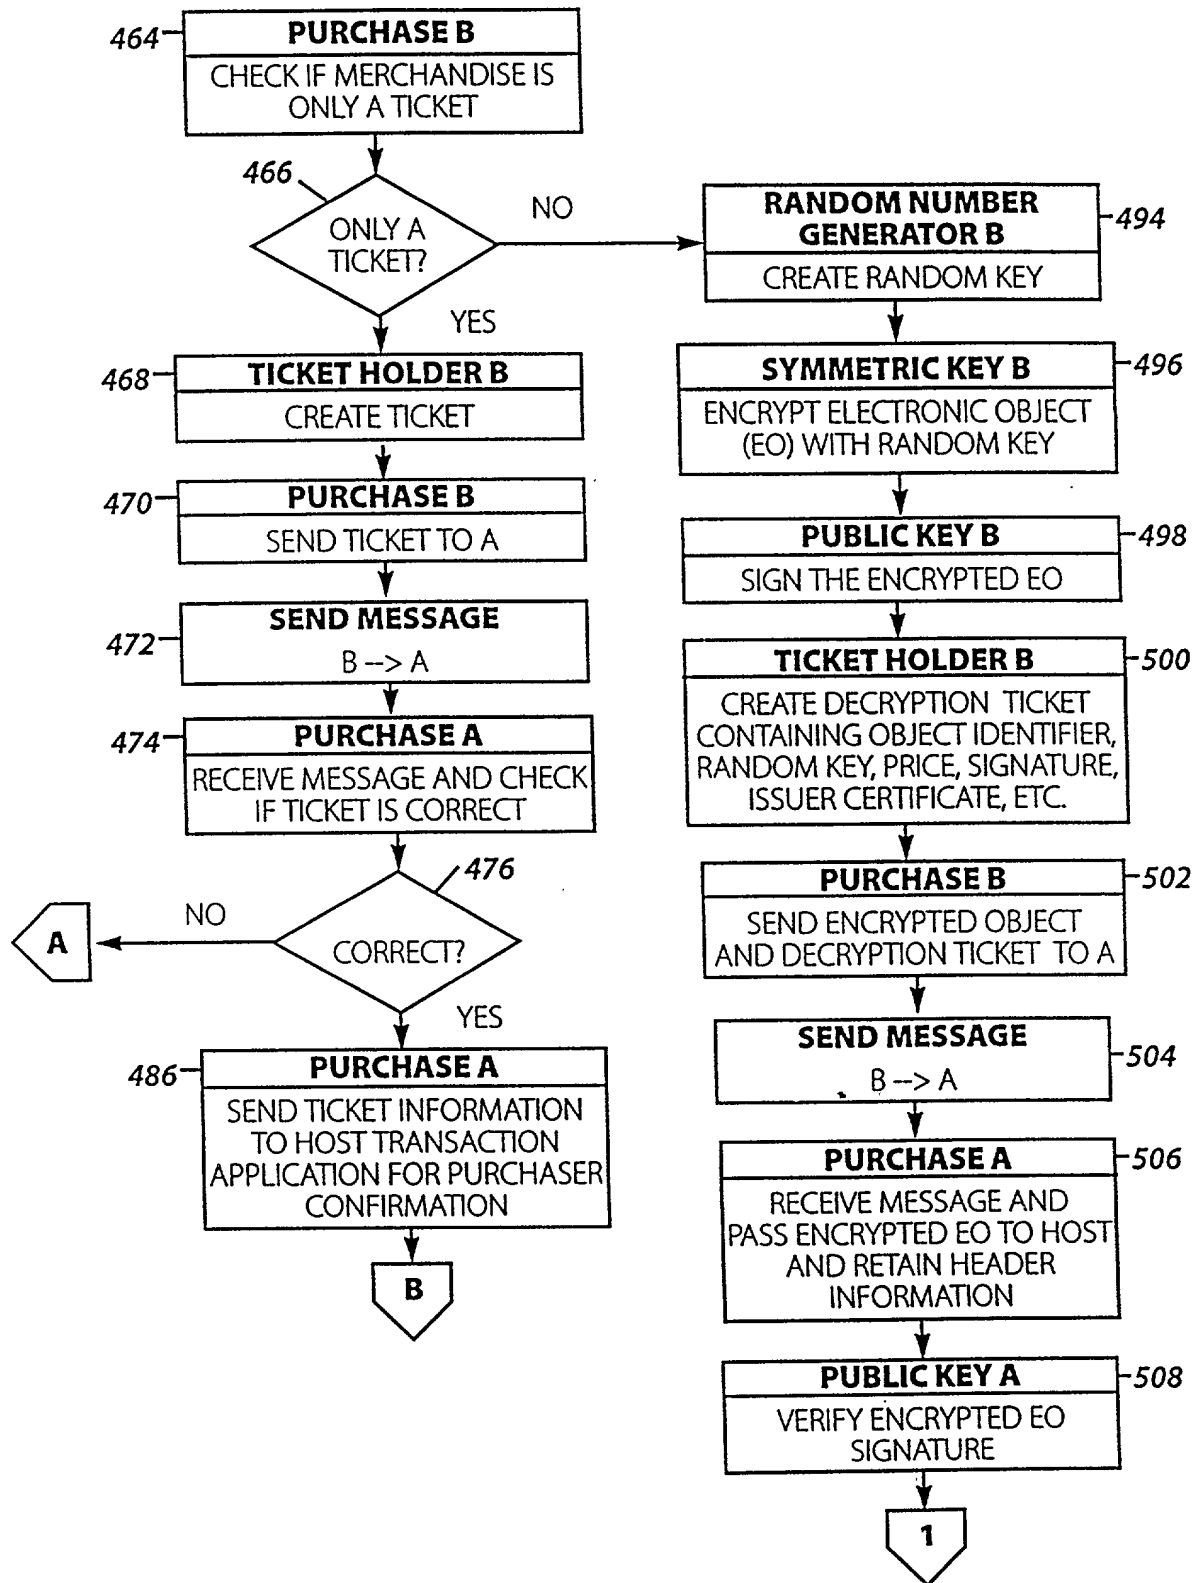 464
PURCHASE B
CHECK IF MERCHANDISE IS
ONLY A TICKET
466
ONLY A
TICKET?
NO
YES
468
TICKET HOLDER B
CREATE TICKET
470
PURCHASE B
SEND TICKET TO A
472
SEND MESSAGE
B --> A
474
PURCHASE A
RECEIVE MESSAGE AND CHECK
IF TICKET IS CORRECT
476
CORRECT?
NO
A
YES
486
PURCHASE A
SEND TICKET INFORMATION
TO HOST TRANSACTION
APPLICATION FOR PURCHASER
CONFIRMATION
B
RANDOM NUMBER
GENERATOR B
494
CREATE RANDOM KEY
SYMMETRIC KEY B
496
ENCRYPT ELECTRONIC OBJECT
(EO) WITH RANDOM KEY
PUBLIC KEY B
498
SIGN THE ENCRYPTED EO
TICKET HOLDER B
500
CREATE DECRYPTION TICKET
CONTAINING OBJECT IDENTIFIER,
RANDOM KEY, PRICE, SIGNATURE,
ISSUER CERTIFICATE, ETC.
PURCHASE B
502
SEND ENCRYPTED OBJECT
AND DECRYPTION TICKET TO A
SEND MESSAGE
504
B --> A
PURCHASE A
506
RECEIVE MESSAGE AND
PASS ENCRYPTED EO TO HOST
AND RETAIN HEADER
INFORMATION
PUBLIC KEY A
508
VERIFY ENCRYPTED EO
SIGNATURE
1